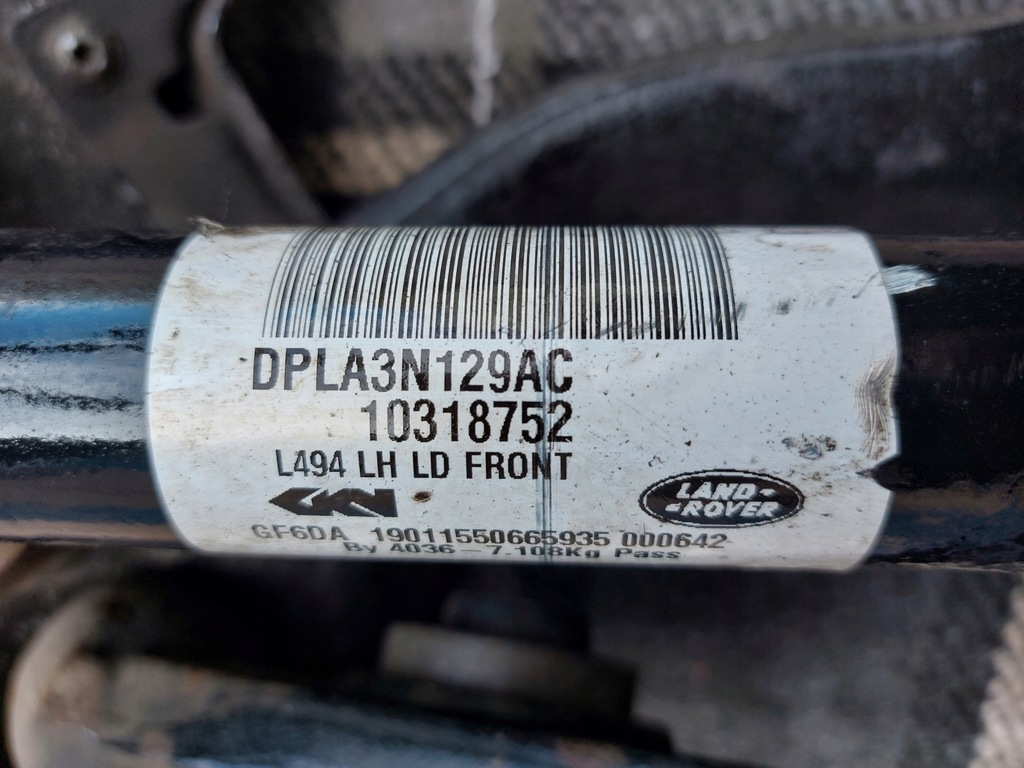 DPLA3N129AC
10318752
L494 LH LD FRONT
GKN
LAND-
-ROVER
GF6DA 19011550665935 000642
By 4036 - 7.108Kg Pass